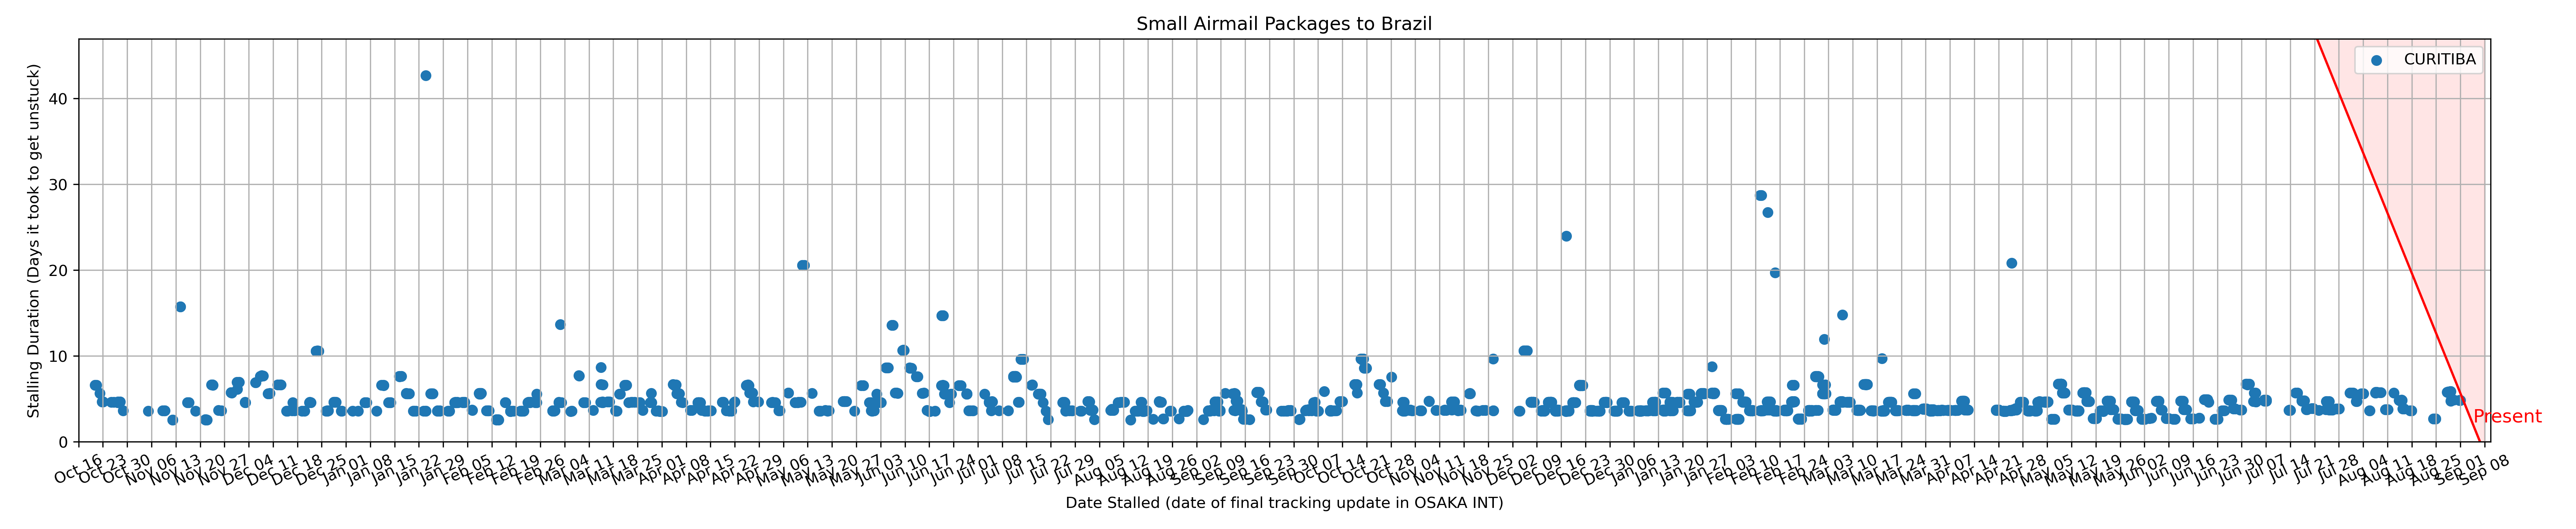 Small Airmail Packages to Brazil
CURITIBA
Stalling Duration (Days it took to get unstuck)
40
30
20
10
0
Present
Oct 16
Oct 23
Oct 30
Nov 06
Nov 13
Nov 20
Nov 27
Dec 04
Dec 11
Dec 18
Dec 25
Jan 01
Jan 08
Jan 15
Jan 22
Jan 29
Feb 05
Feb 12
Feb 19
Feb 26
Mar 04
Mar 11
Mar 18
Mar 25
Apr 01
Apr 08
Apr 15
Apr 22
Apr 29
May 06
May 13
May 20
May 27
Jun 03
Jun 10
Jun 17
Jun 24
Jul 01
Jul 08
Jul 15
Jul 22
Jul 29
Aug 05
Aug 12
Aug 19
Aug 26
Sep 02
Sep 09
Sep 16
Sep 23
Sep 30
Oct 07
Oct 14
Oct 21
Oct 28
Nov 04
Nov 11
Nov 18
Nov 25
Dec 02
Dec 09
Dec 16
Dec 23
Dec 30
Jan 06
Jan 13
Jan 20
Jan 27
Feb 03
Feb 10
Feb 17
Feb 24
Mar 03
Mar 10
Mar 17
Mar 24
Mar 31
Apr 07
Apr 14
Apr 21
Apr 28
May 05
May 12
May 19
May 26
Jun 02
Jun 09
Jun 16
Jun 23
Jun 30
Jul 07
Jul 14
Jul 21
Jul 28
Aug 04
Aug 11
Aug 18
Aug 25
Sep 01
Sep 08
Date Stalled (date of final tracking update in OSAKA INT)